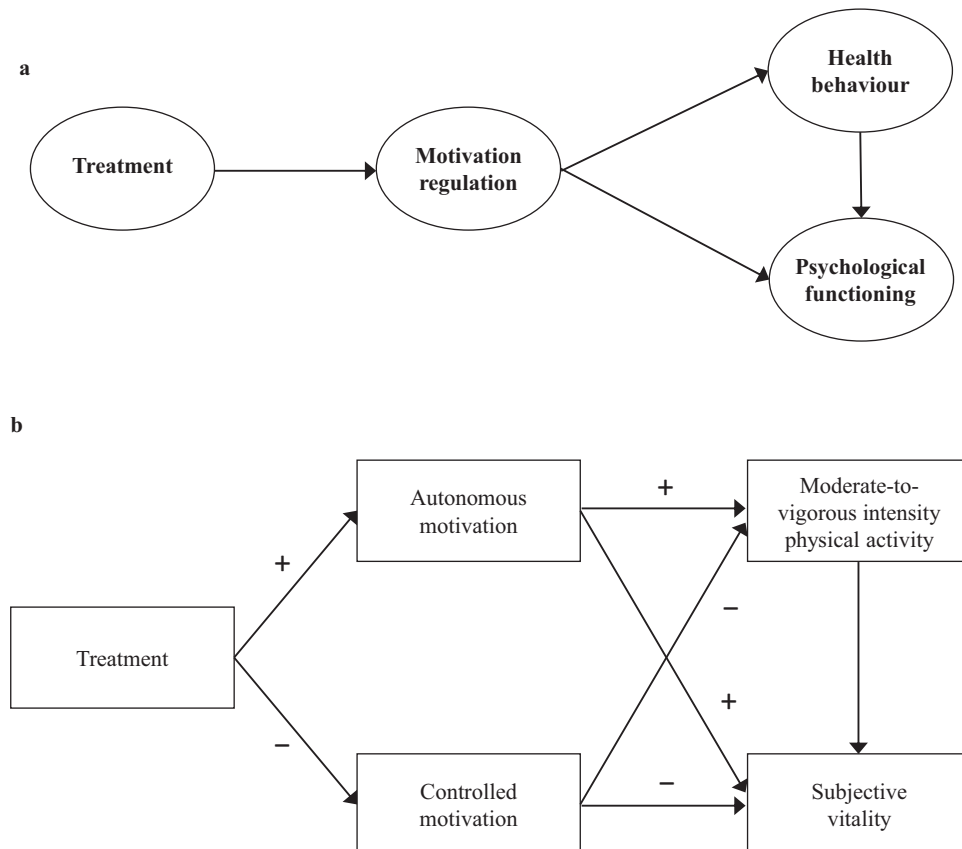 a
Treatment
Motivation
regulation
Health
behaviour
Psychological
functioning
b
Treatment
+
−
Autonomous
motivation
Controlled
motivation
+
−
+
−
Moderate-to-
vigorous intensity
physical activity
Subjective
vitality